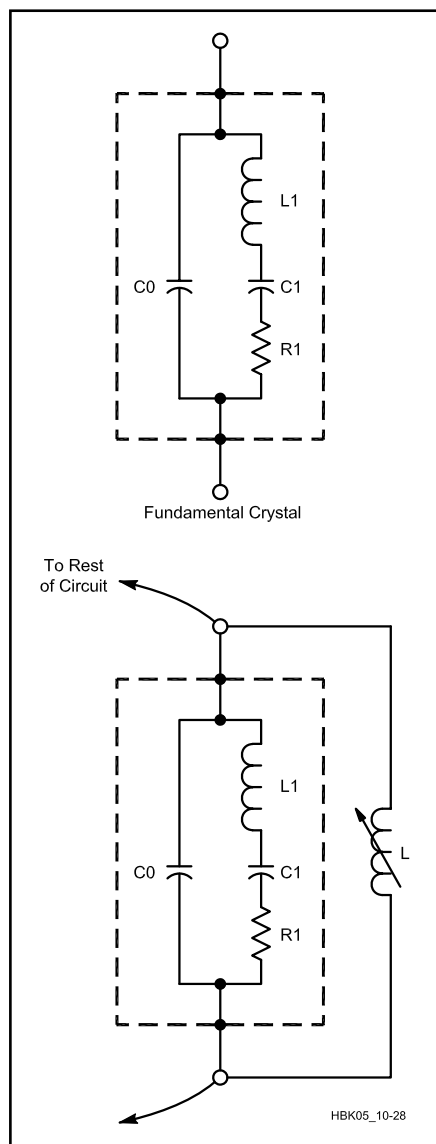 L1
C0
C1
R1
Fundamental Crystal
To Rest
of Circuit
L1
C0
C1
L
R1
HBK05_10-28